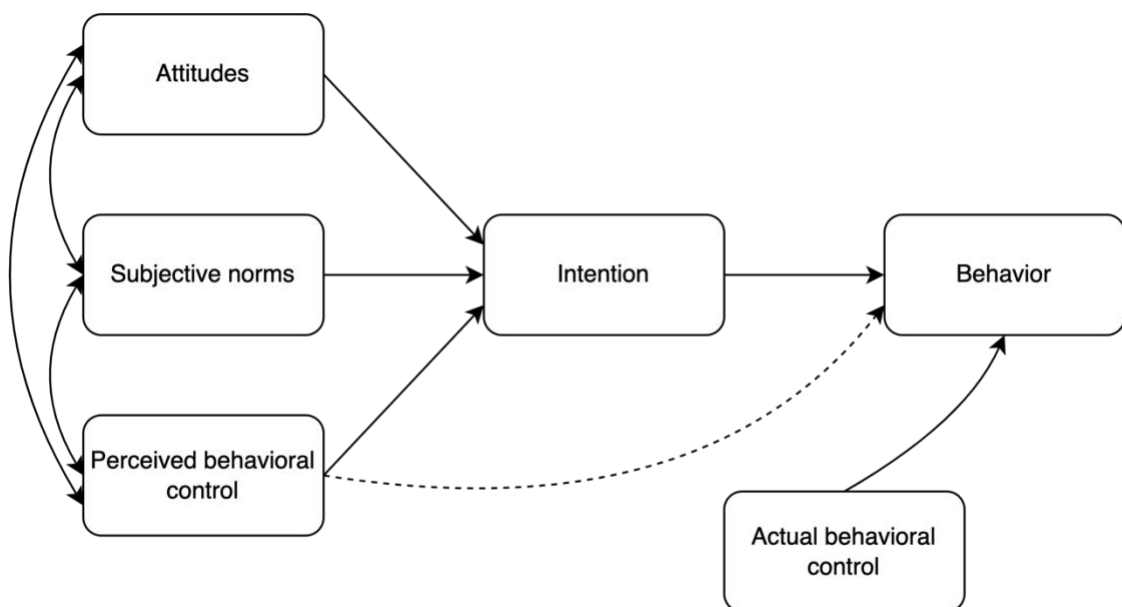 Attitudes
Subjective norms
Intention
Behavior
Perceived behavioral
control
Actual behavioral
control